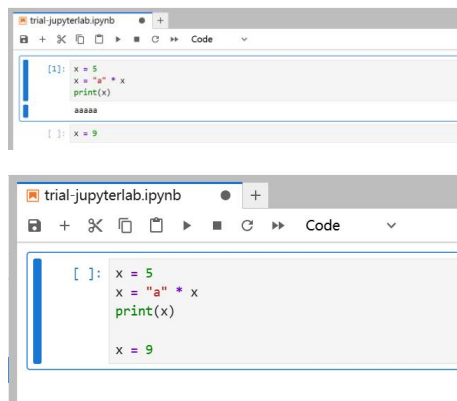 trial-jupyterlab.ipynb
Code
[1]: x = 5
x = "a" * x
print(x)
aaaaa
[ ]: x = 9
trial-jupyterlab.ipynb
Code
[ ]: x = 5
x = "a" * x
print(x)
x = 9